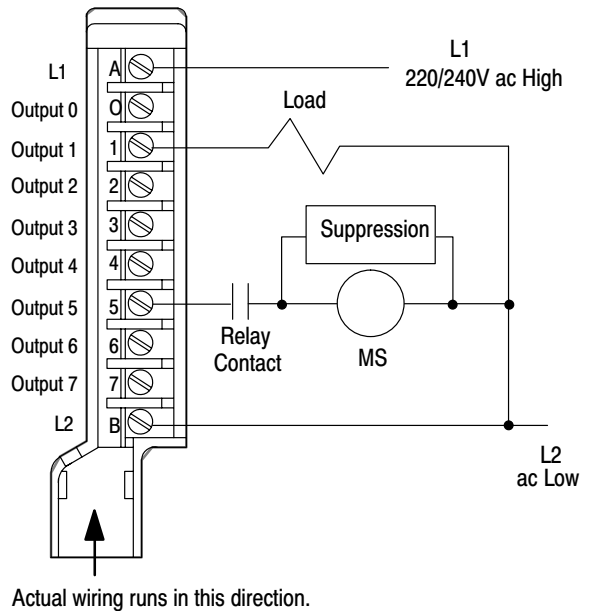 L1
220/240V ac High
L1 A
Output 0 O
Load
Output 1 1
Output 2 2
Output 3 3
Suppression
Output 4 4
Output 5 5
Relay
Contact
MS
Output 6 6
Output 7 7
L2 B
L2
ac Low
Actual wiring runs in this direction.